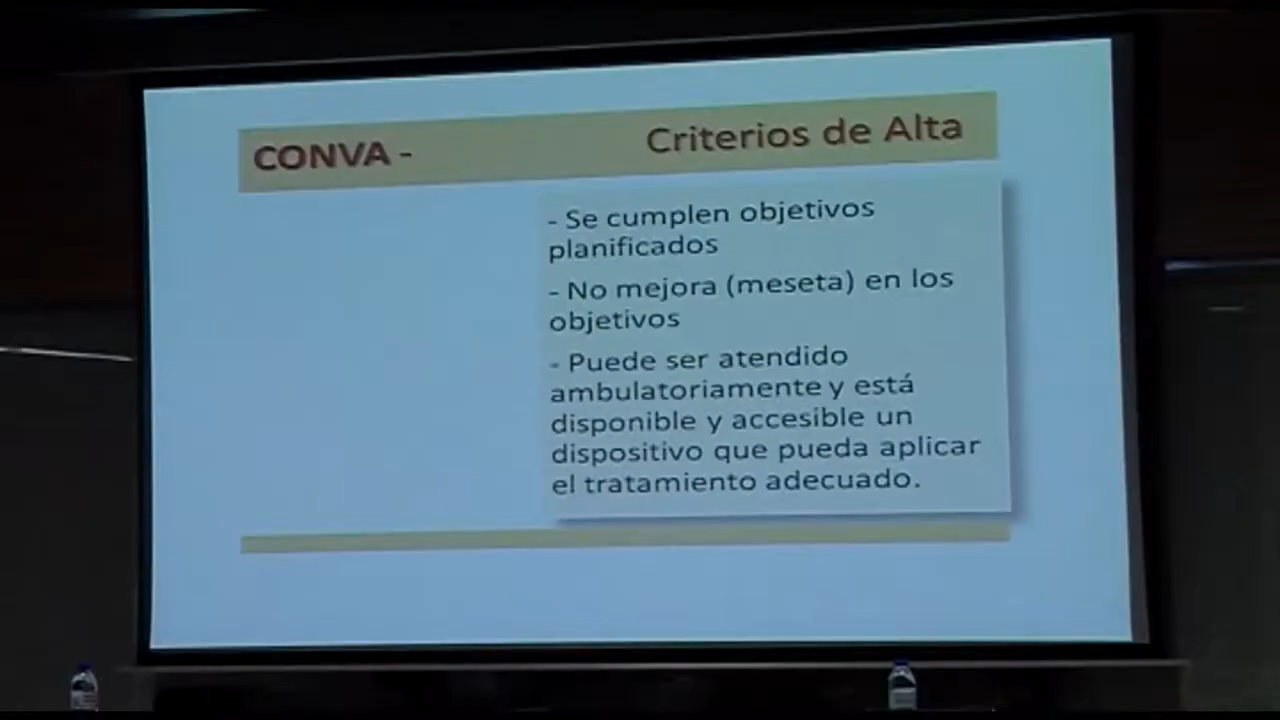 CONVA - Criterios de Alta
- Se cumplen objetivos
planificados
- No mejora (meseta) en los
objetivos
- Puede ser atendido
ambulatoriamente y está
disponible y accesible un
dispositivo que pueda aplicar
el tratamiento adecuado.